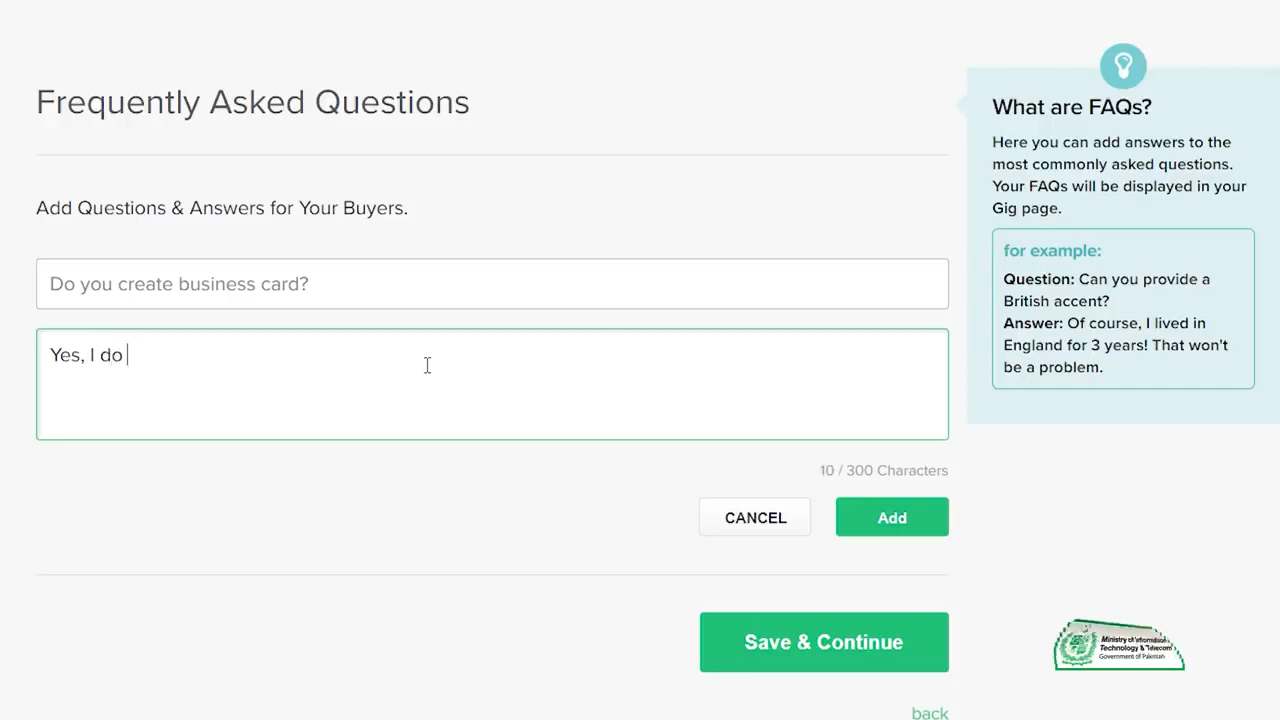 Frequently Asked Questions
Add Questions & Answers for Your Buyers.
Do you create business card?
Yes, I do
10 / 300 Characters
CANCEL
Add
Save & Continue
back
What are FAQs?
Here you can add answers to the
most commonly asked questions.
Your FAQs will be displayed in your
Gig page.
for example:
Question: Can you provide a
British accent?
Answer: Of course, I lived in
England for 3 years! That won't
be a problem.
Ministry of Information
Technology & Telecom
Government of Pakistan